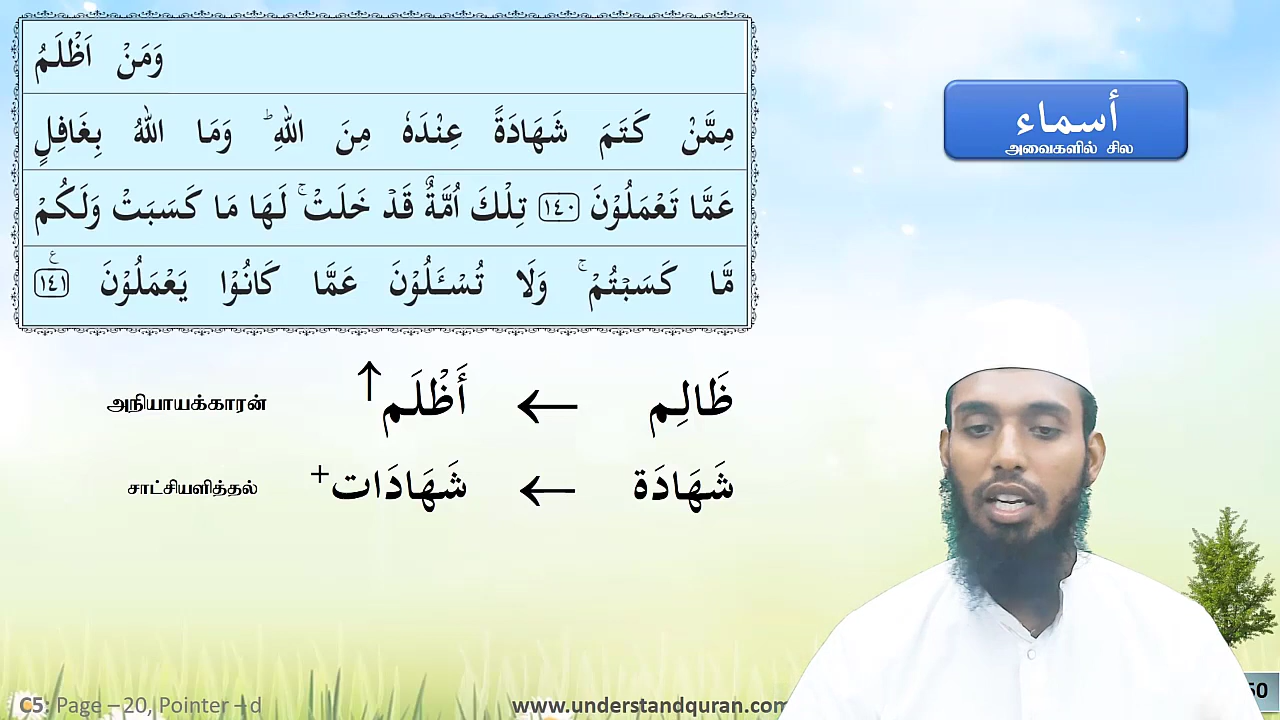 وَمَنْ اَظْلَمُ
مِمَّنْ كَتَمَ شَهَادَةً عِنْدَهٗ مِنَ اللّٰهِ ؕ وَمَا اللّٰهُ بِغَافِلٍ
عَمَّا تَعْمَلُوْنَ ١٤٠ تِلْكَ اُمَّةٌ قَدْ خَلَتْ ۚ لَهَا مَا كَسَبَتْ وَلَكُمْ
مَّا كَسَبْتُمْ ۚ وَلَا تُسْـَٔلُوْنَ عَمَّا كَانُوْا يَعْمَلُوْنَ ١٤١ ع
أسماء
அவைகளில் சில
ظَالِم ← أَظْلَم ↑ அநியாயக்காரன்
شَهَادَة ← شَهَادَات + சாட்சியளித்தல்
C5: Page – 20, Pointer – d
www.understandquran.com
50